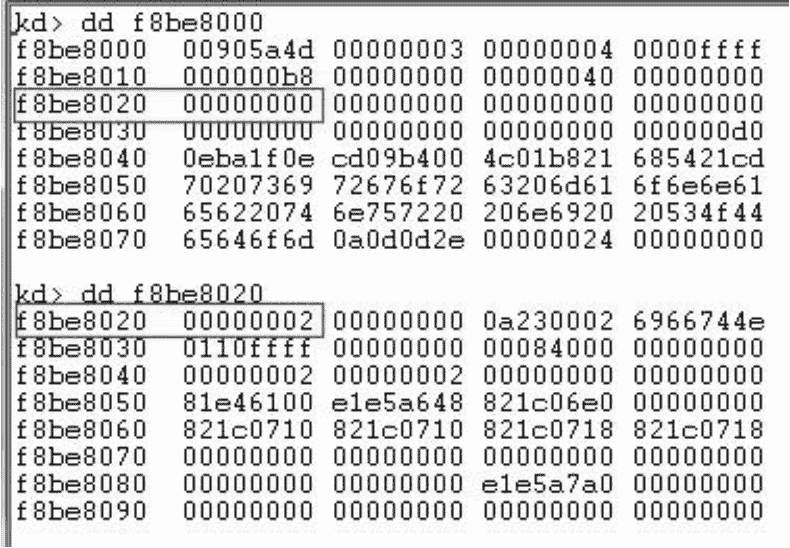 kd> dd f8be8000
f8be8000 00905a4d 00000003 00000004 0000ffff
f8be8010 000000b8 00000000 00000040 00000000
f8be8020 00000000 00000000 00000000 00000000
f8be8030 00000000 00000000 00000000 000000d0
f8be8040 0eba1f0e cd09b400 4c01b821 685421cd
f8be8050 70207369 72676f72 63206d61 6f6e6e61
f8be8060 65622074 6e757220 206e6920 20534f44
f8be8070 65646f6d 0a0d0d2e 00000024 00000000
kd> dd f8be8020
f8be8020 00000002 00000000 0a230002 6966744e
f8be8030 0110ffff 00000000 00084000 00000000
f8be8040 00000002 00000002 00000000 00000000
f8be8050 81e46100 e1e5a648 821c06e0 00000000
f8be8060 821c0710 821c0710 821c0718 821c0718
f8be8070 00000000 00000000 00000000 00000000
f8be8080 00000000 00000000 e1e5a7a0 00000000
f8be8090 00000000 00000000 00000000 00000000